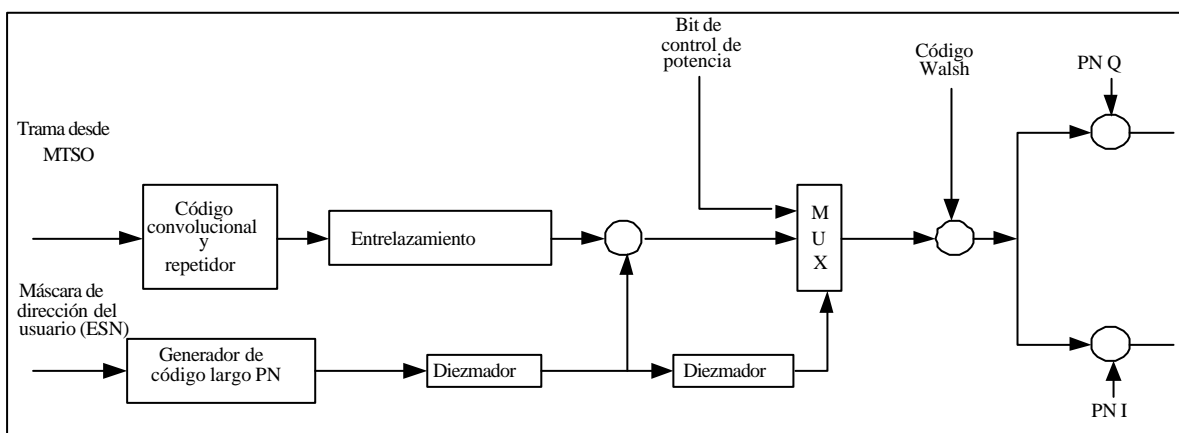 Bit de
control de
potencia
Código
Walsh
PN Q
Trama desde
MTSO
Código
convolucional
y
repetidor
Entrelazamiento
M
U
X
Máscara de
dirección del
usuario (ESN)
Generador de
código largo PN
Diezmador
Diezmador
PN I